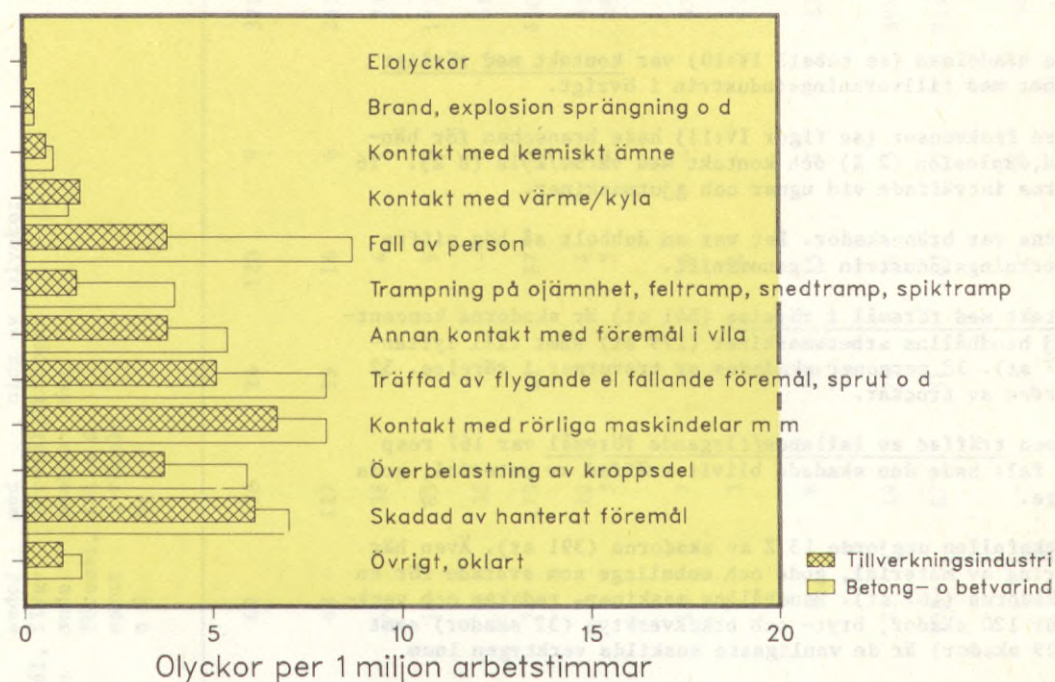 Elolyckor
Brand, explosion sprängning o d
Kontakt med kemiskt ämne
Kontakt med värme/kyla
Fall av person
Trampning på ojämnhet, feltramp, snedtramp, spiktramp
Annan kontakt med föremål i vila
Träffad av flygande el fallande föremål, sprut o d
Kontakt med rörliga maskindelar m m
Överbelastning av kroppsdel
Skadad av hanterat föremål
Övrigt, oklart
Tillverkningsindustri
Betong– o betvarind
0 5 10 15 20
Olyckor per 1 miljon arbetstimmar